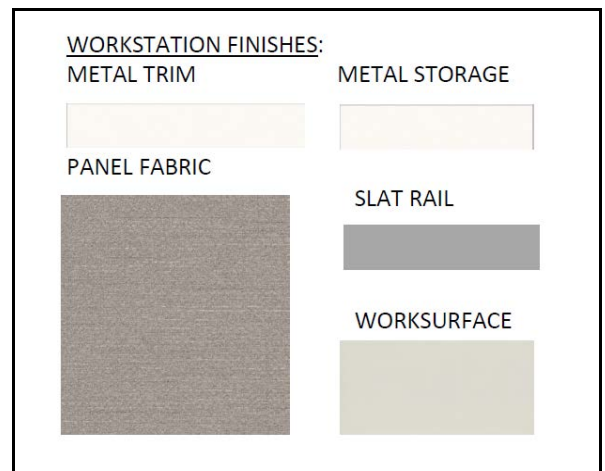 WORKSTATION FINISHES:
METAL TRIM
METAL STORAGE
PANEL FABRIC
SLAT RAIL
WORKSURFACE